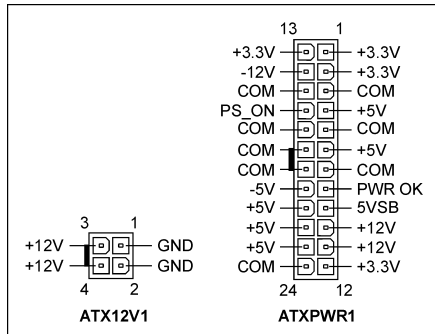 13 1
+3.3V +3.3V
-12V +3.3V
COM COM
PS_ON +5V
COM COM
COM +5V
COM COM
-5V PWR OK
+5V 5VSB
+5V +12V
+5V +12V
COM +3.3V
24 12
ATXPWR1
3 1
+12V GND
+12V GND
4 2
ATX12V1